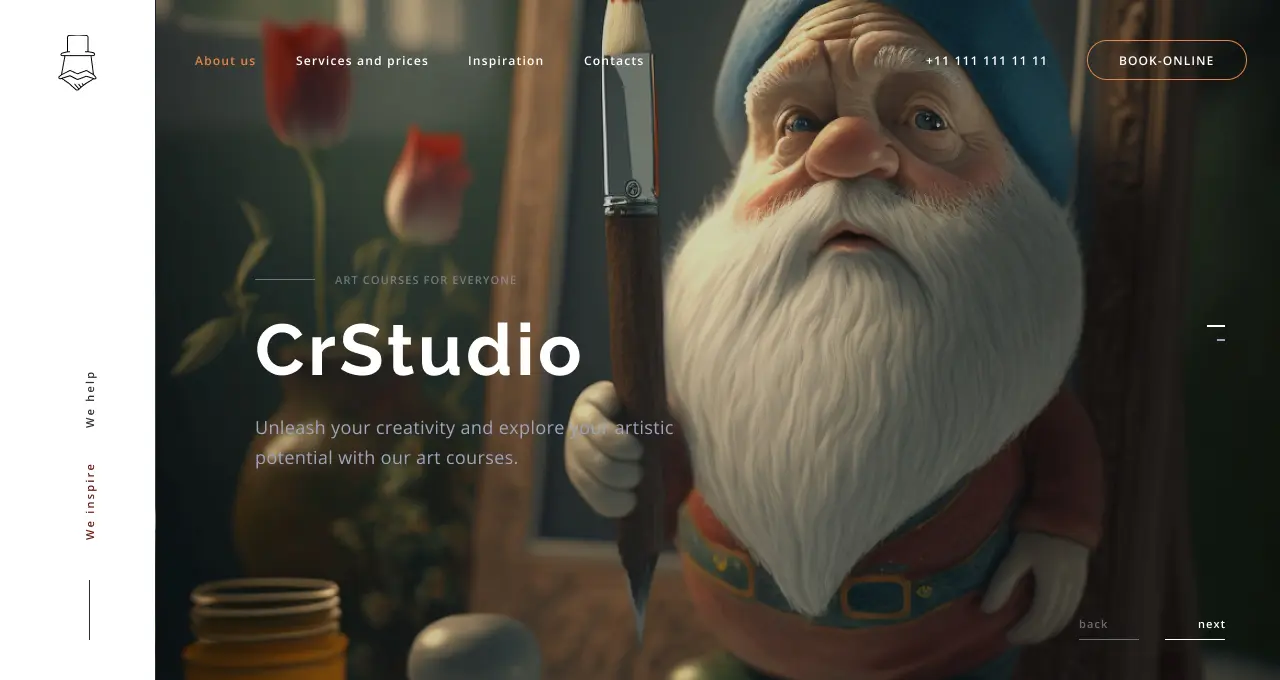 About us
Services and prices
Inspiration
Contacts
+11 111 111 11 11
BOOK-ONLINE
ART COURSES FOR EVERYONE
CrStudio
Unleash your creativity and explore your artistic
potential with our art courses.
We help
We inspire
back
next